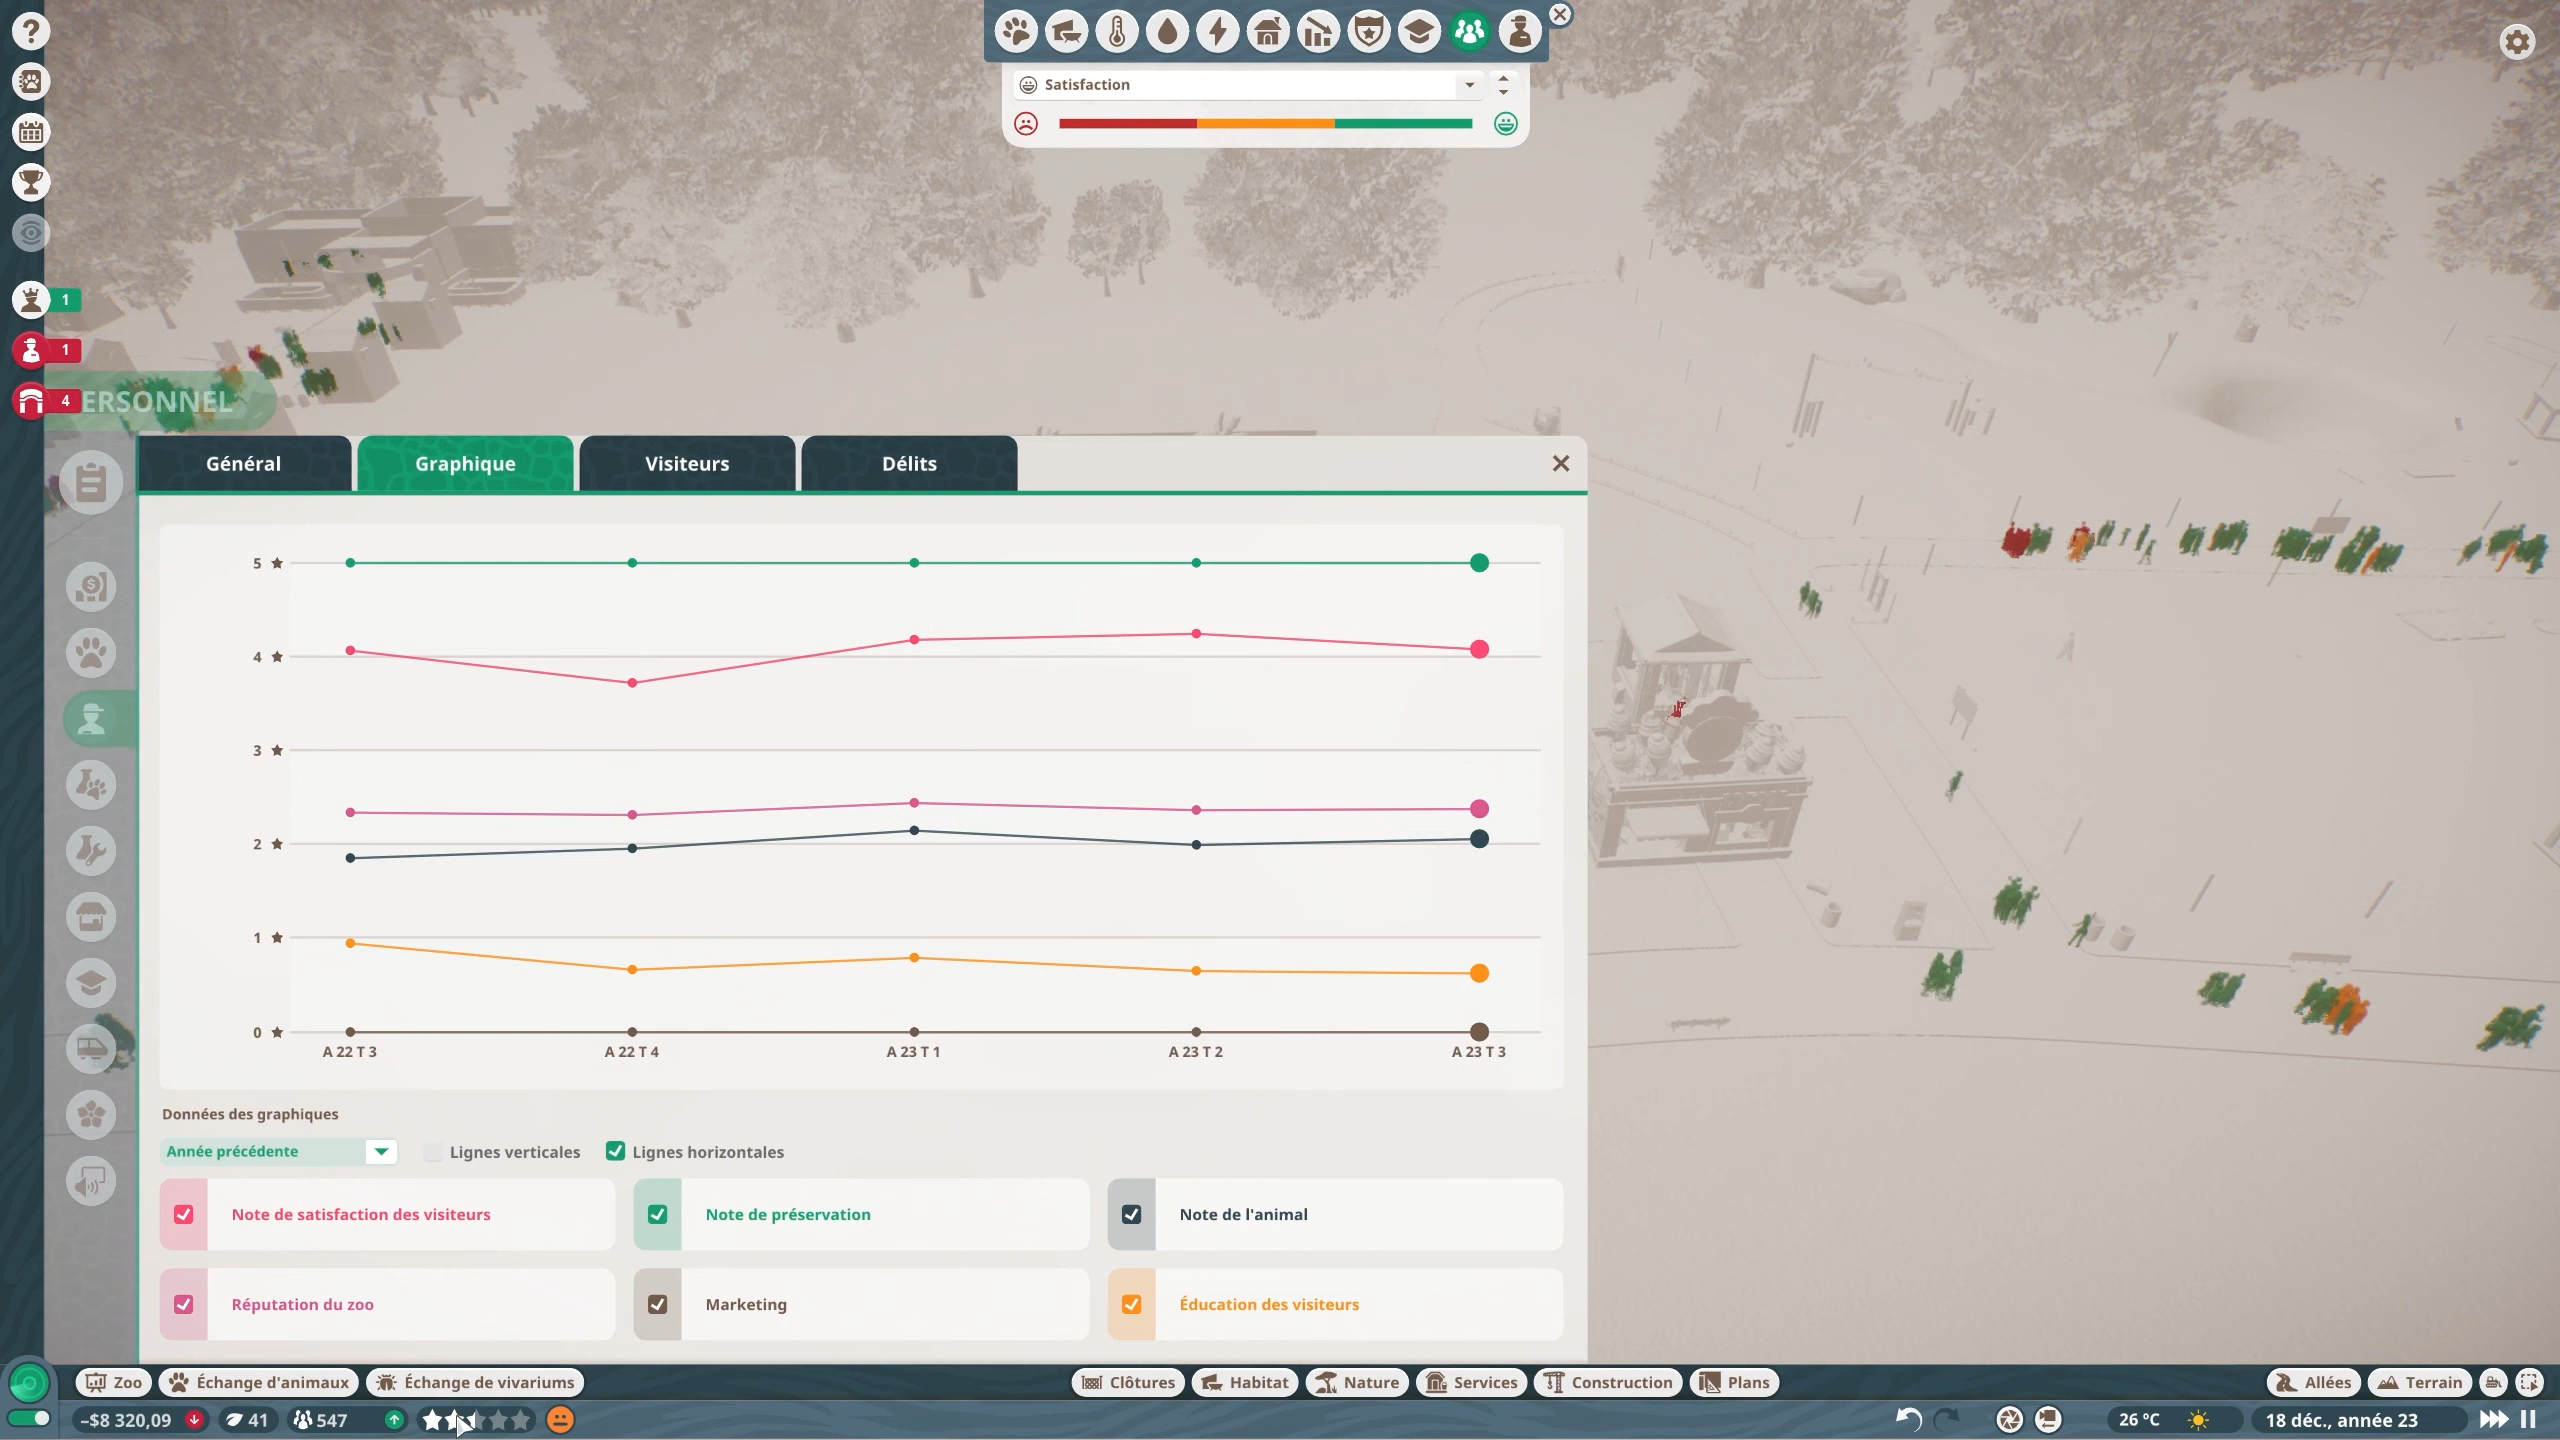 Satisfaction
1
1
4
ERSONNEL
Général
Graphique
Visiteurs
Délits
5
4
3
2
1
0
A 22 T 3
A 22 T 4
A 23 T 1
A 23 T 2
A 23 T 3
Données des graphiques
Année précédente
Lignes verticales
Lignes horizontales
Note de satisfaction des visiteurs
Note de préservation
Note de l'animal
Réputation du zoo
Marketing
Éducation des visiteurs
Zoo
Échange d'animaux
Échange de vivariums
Clôtures
Habitat
Nature
Services
Construction
Plans
Allées
Terrain
–$8 320,09
41
547
26 °C
18 déc., année 23